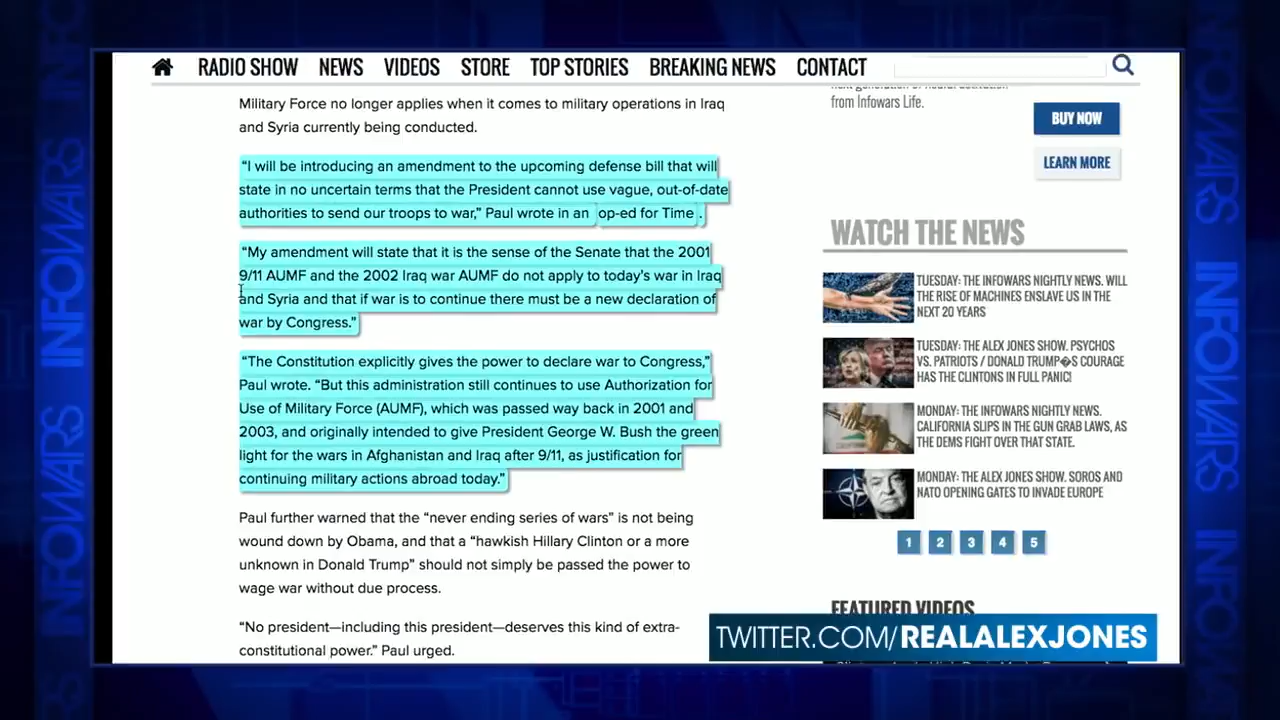 RADIO SHOW NEWS VIDEOS STORE TOP STORIES BREAKING NEWS CONTACT
Military Force no longer applies when it comes to military operations in Iraq
and Syria currently being conducted.
“I will be introducing an amendment to the upcoming defense bill that will
state in no uncertain terms that the President cannot use vague, out-of-date
authorities to send our troops to war,” Paul wrote in an op-ed for Time .
“My amendment will state that it is the sense of the Senate that the 2001
9/11 AUMF and the 2002 Iraq war AUMF do not apply to today’s war in Iraq
and Syria and that if war is to continue there must be a new declaration of
war by Congress.”
“The Constitution explicitly gives the power to declare war to Congress,”
Paul wrote. “But this administration still continues to use Authorization for
Use of Military Force (AUMF), which was passed way back in 2001 and
2003, and originally intended to give President George W. Bush the green
light for the wars in Afghanistan and Iraq after 9/11, as justification for
continuing military actions abroad today.”
Paul further warned that the “never ending series of wars” is not being
wound down by Obama, and that a “hawkish Hillary Clinton or a more
unknown in Donald Trump” should not simply be passed the power to
wage war without due process.
“No president—including this president—deserves this kind of extra-
constitutional power.” Paul urged.
from Infowars Life.
BUY NOW
LEARN MORE
WATCH THE NEWS
TUESDAY: THE INFOWARS NIGHTLY NEWS. WILL
THE RISE OF MACHINES ENSLAVE US IN THE
NEXT 20 YEARS
TUESDAY: THE ALEX JONES SHOW. PSYCHOS
VS. PATRIOTS / DONALD TRUMP�S COURAGE
HAS THE CLINTONS IN FULL PANIC!
MONDAY: THE INFOWARS NIGHTLY NEWS.
CALIFORNIA SLIPS IN THE GUN GRAB LAWS, AS
THE DEMS FIGHT OVER THAT STATE.
MONDAY: THE ALEX JONES SHOW. SOROS AND
NATO OPENING GATES TO INVADE EUROPE
1 2 3 4 5
FEATURED VIDEOS
TWITTER.COM/REALALEXJONES
INFOWARS
INFOWARS